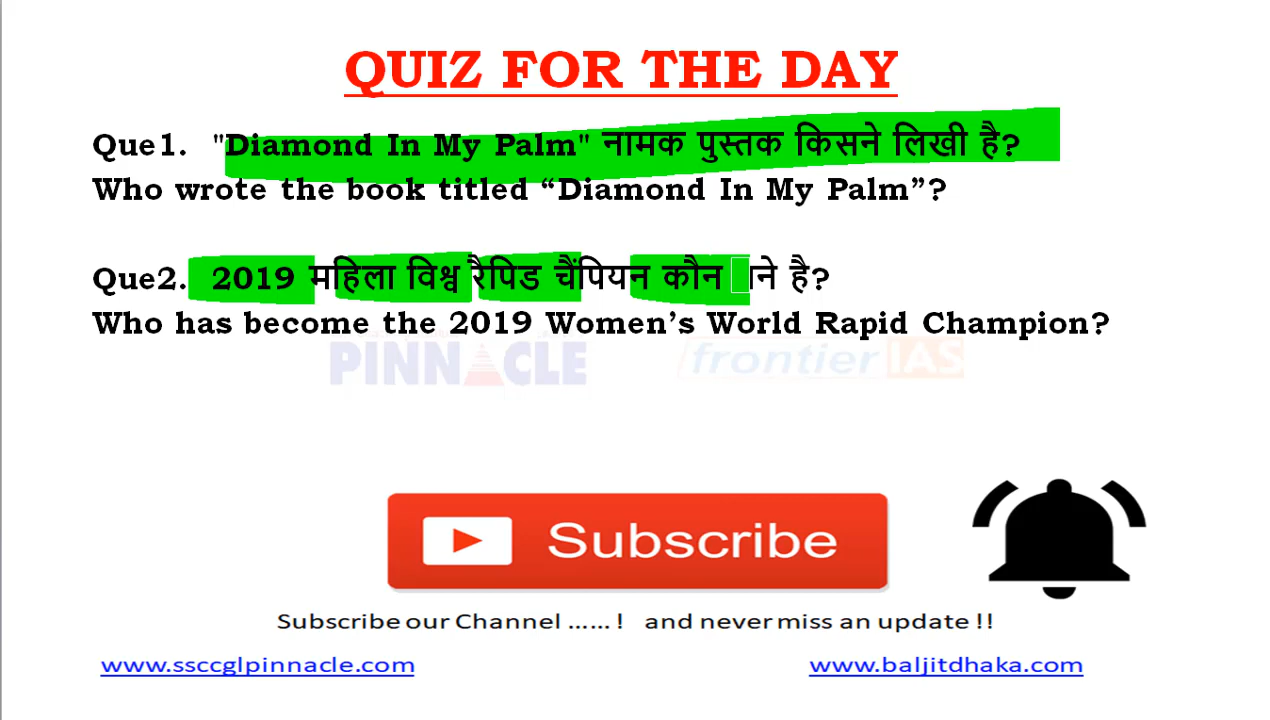 QUIZ FOR THE DAY
Que1. "Diamond In My Palm" नामक पुस्तक किसने लिखी है?
Who wrote the book titled “Diamond In My Palm”?
Que2. 2019 महिला विश्व रैपिड चैंपियन कौन ने है?
Who has become the 2019 Women’s World Rapid Champion?
PINNACLE frontier IAS
Subscribe
Subscribe our Channel ...... ! and never miss an update !!
www.ssccglpinnacle.com www.baljitdhaka.com